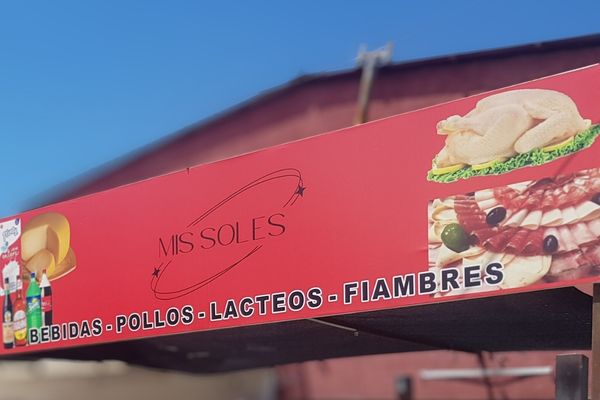 MIS SOLES
BEBIDAS - POLLOS - LACTEOS - FIAMBRES